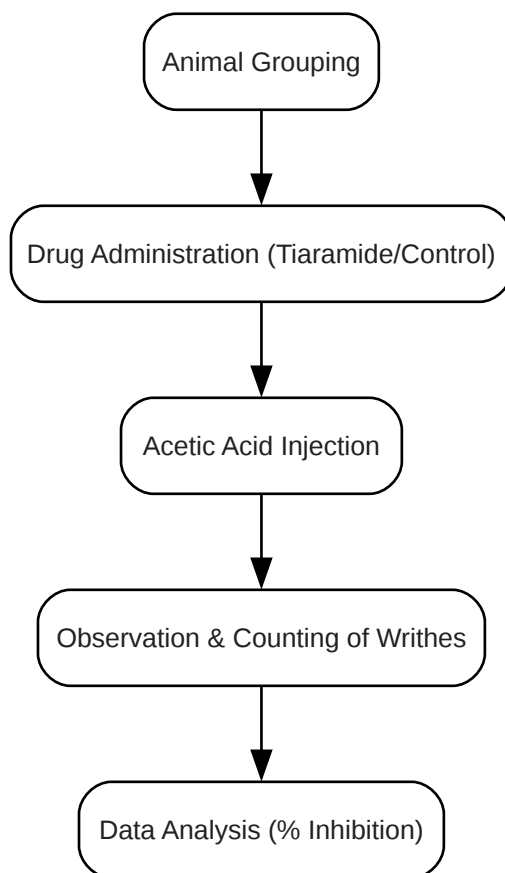 Animal Grouping
Drug Administration (Tiaramide/Control)
Acetic Acid Injection
Observation & Counting of Writhes
Data Analysis (% Inhibition)